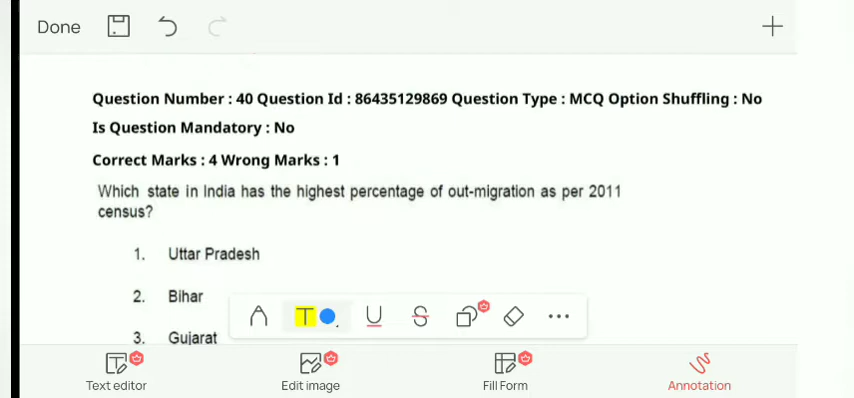 Done
Question Number : 40 Question Id : 86435129869 Question Type : MCQ Option Shuffling : No
Is Question Mandatory : No
Correct Marks : 4 Wrong Marks : 1
Which state in India has the highest percentage of out-migration as per 2011
census?
1. Uttar Pradesh
2. Bihar
3. Gujarat
T U S
Text editor Edit image Fill Form Annotation